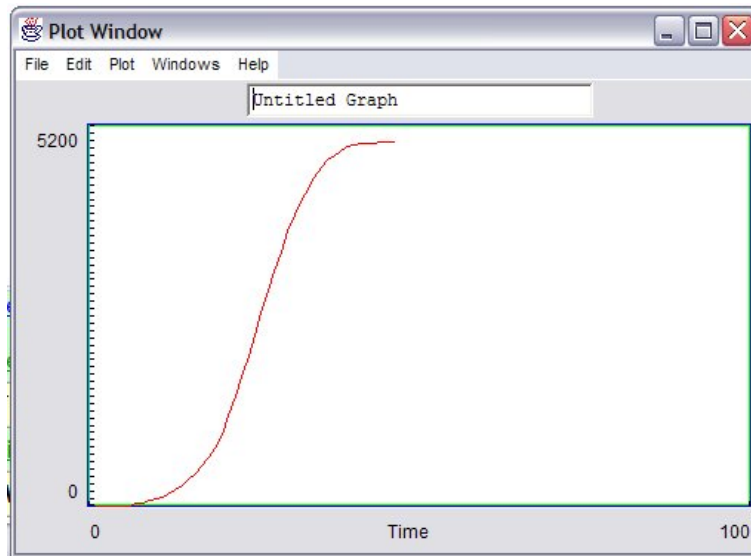 Plot Window
File Edit Plot Windows Help
Untitled Graph
5200
0
0 Time 100